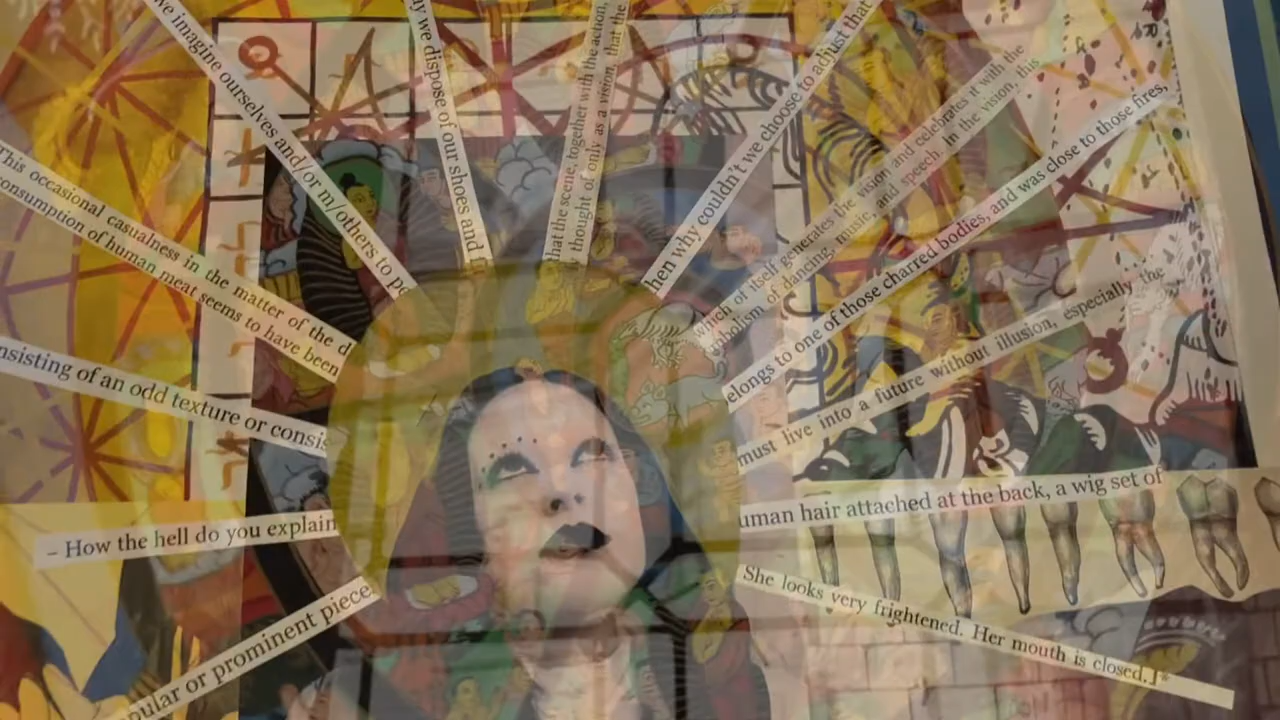 we imagine ourselves and/or m/others to
we dispose of our shoes and
that the scene, together with the action,
thought of only as a vision, that the
hen why couldn't we choose to adjust that
which of itself generates the vision and celebrates it with the
bolism of dancing, music, and speech, in the vision, this
elongs to one of those charred bodies, and was close to those fires,
must live into a future without illusion, especially the
uman hair attached at the back, a wig set of
She looks very frightened. Her mouth is closed.]*
This occasional casualness in the matter of the d
consumption of human meat seems to have been
nsisting of an odd texture or consis
– How the hell do you explain
pular or prominent piece